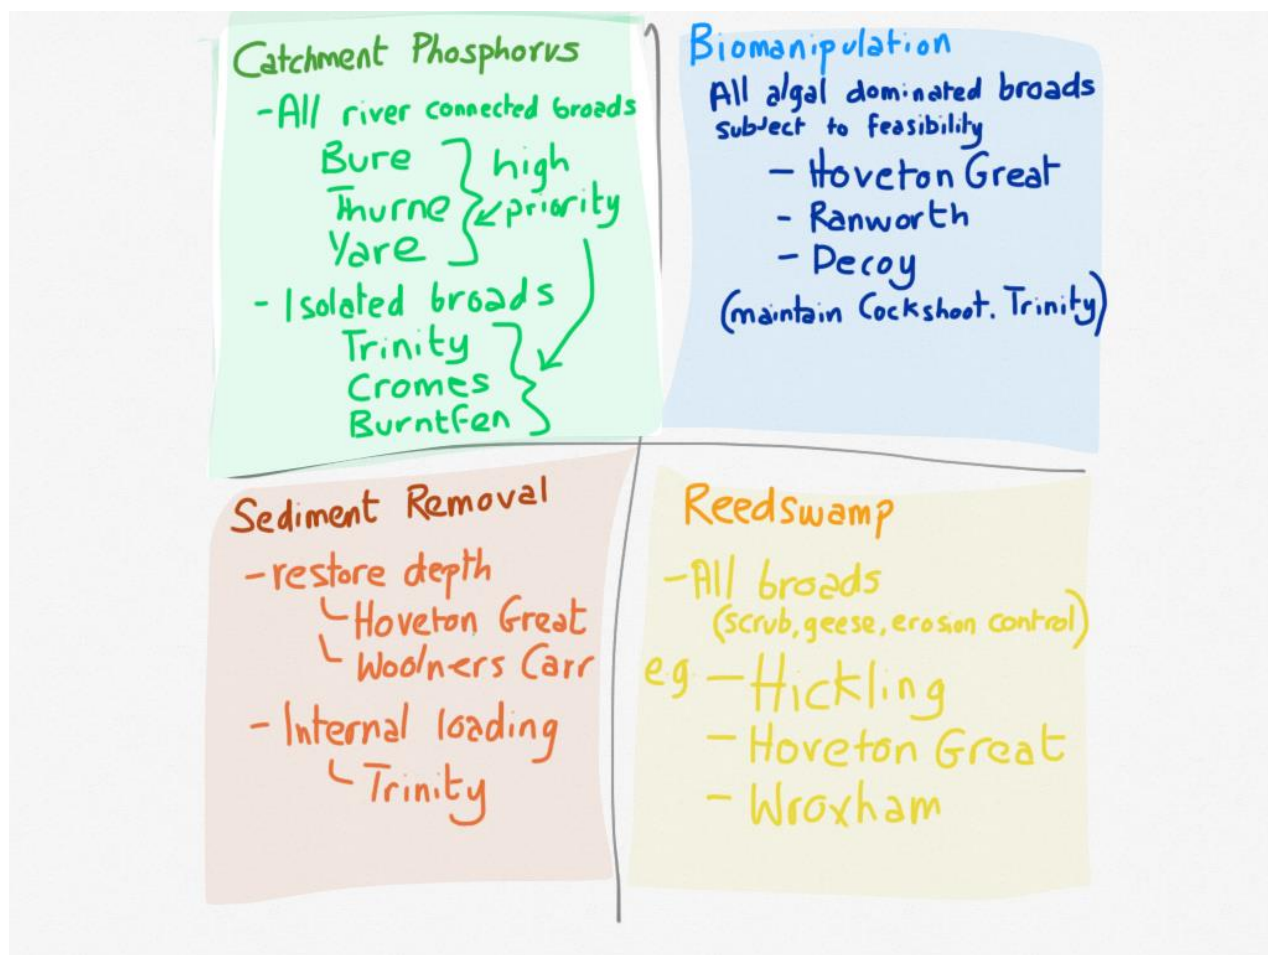 Catchment Phosphorus
- All river connected broads
Bure
Thurne
Yare
high
priority
- Isolated broads
Trinity
Cromes
Burntfen
Biomanipulation
All algal dominated broads
subject to feasibility
- Hoveton Great
- Ranworth
- Decoy
(maintain Cockshoot. Trinity)
Sediment Removal
- restore depth
Hoveton Great
Woolners Carr
- Internal loading
Trinity
Reedswamp
- All broads
(scrub, geese, erosion control)
e.g - Hickling
- Hoveton Great
- Wroxham